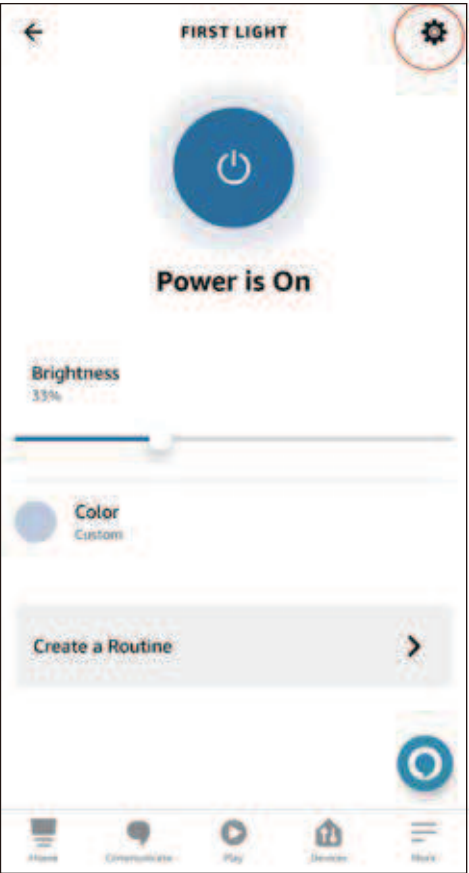 FIRST LIGHT
Power is On
Brightness
33%
Color
Custom
Create a Routine
Home Communicate Play Devices More